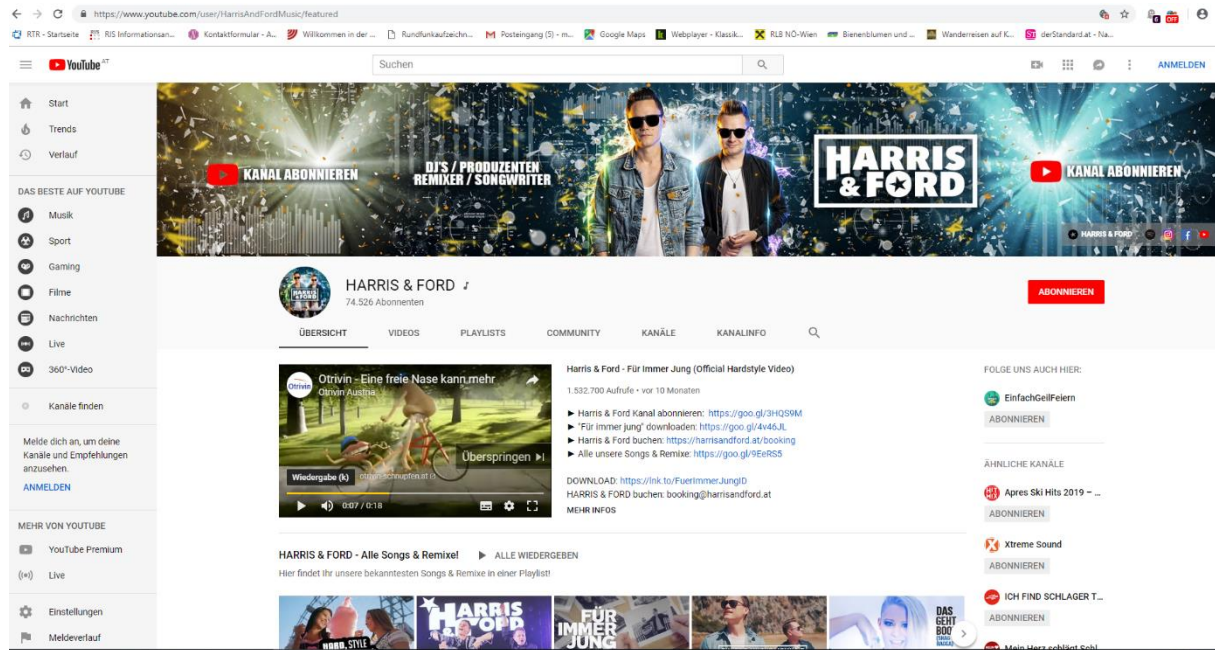 https://www.youtube.com/user/HarrisAndFordMusic/featured
RTR - Startseite
RIS Informationsan...
Kontaktformular - A...
Willkommen in der ...
Rundfunkaufzeichn...
Posteingang (5) - m...
Google Maps
Webplayer - Klassik...
RLB NÖ-Wien
Bienenblumen und ...
Wanderreisen auf K...
derStandard.at - Na...
YouTube AT
Suchen
ANMELDEN
Start
Trends
Verlauf
DAS BESTE AUF YOUTUBE
Musik
Sport
Gaming
Filme
Nachrichten
Live
360°-Video
Kanäle finden
Melde dich an, um deine
Kanäle und Empfehlungen
anzusehen.
ANMELDEN
MEHR VON YOUTUBE
YouTube Premium
Live
Einstellungen
Meldeverlauf
KANAL ABONNIEREN
DJ'S / PRODUZENTEN
REMIXER / SONGWRITER
HARRIS
& FORD
KANAL ABONNIEREN
HARRIS & FORD
HARRIS & FORD
74.526 Abonnenten
ABONNIEREN
ÜBERSICHT
VIDEOS
PLAYLISTS
COMMUNITY
KANÄLE
KANALINFO
Otrivin
Otrivin - Eine freie Nase kann mehr
Otrivin Austria
Überspringen
Wiedergabe (k)
otrivin-schnupfen.at
0:07 / 0:18
Harris & Ford - Für Immer Jung (Official Hardstyle Video)
1.532.700 Aufrufe • vor 10 Monaten
► Harris & Ford Kanal abonnieren: https://goo.gl/3HQS9M
► "Für immer jung" downloaden: https://goo.gl/4v46JL
► Harris & Ford buchen: https://harrisandford.at/booking
► Alle unsere Songs & Remixe: https://goo.gl/9EeRS5
DOWNLOAD: https://lnk.to/FuerImmerJungID
HARRIS & FORD buchen: booking@harrisandford.at
MEHR INFOS
FOLGE UNS AUCH HIER:
EinfachGeilFeiern
ABONNIEREN
ÄHNLICHE KANÄLE
Apres Ski Hits 2019 – ...
ABONNIEREN
Xtreme Sound
ABONNIEREN
ICH FIND SCHLAGER T...
ABONNIEREN
Mein Herz schlägt Schl...
HARRIS & FORD - Alle Songs & Remixe!
ALLE WIEDERGEBEN
Hier findet ihr unsere bekanntesten Songs & Remixe in einer Playlist!
HARD, STYLE
HARRIS
FÜR
IMMER
JUNG
DAS
GEHT